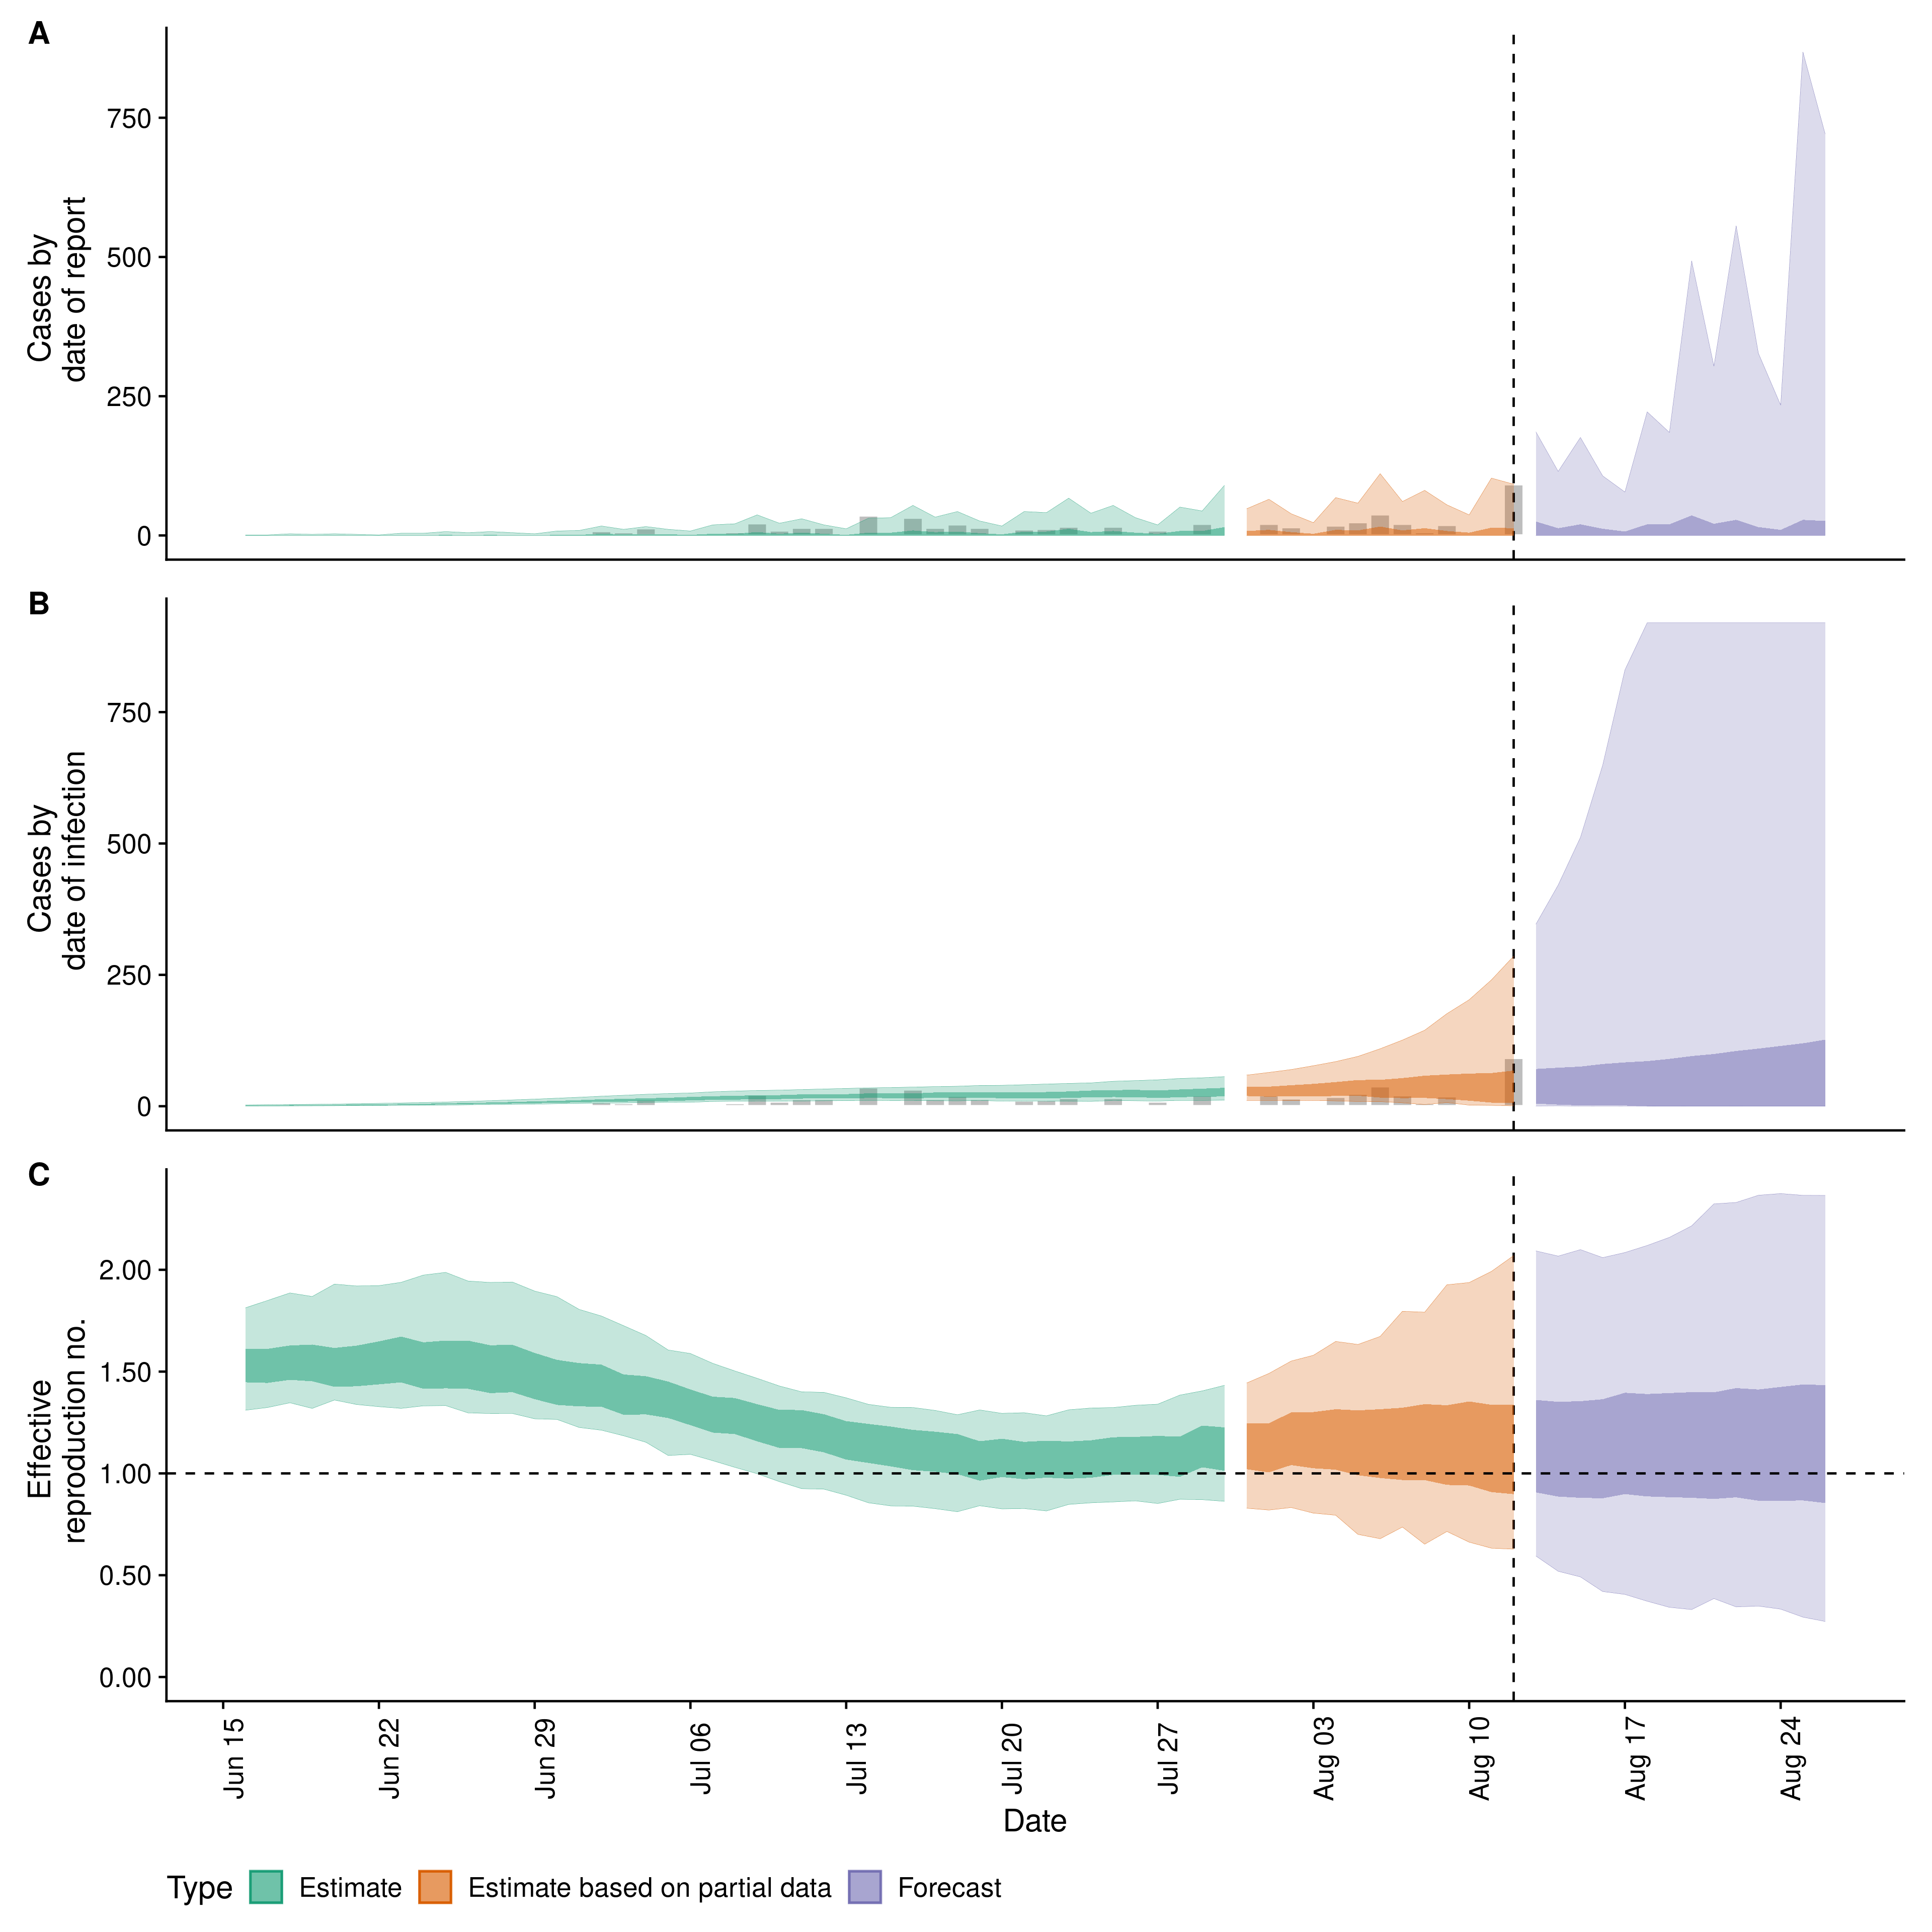 A
Cases by
date of report
750
500
250
0
B
Cases by
date of infection
750
500
250
0
C
Effective
reproduction no.
2.00
1.50
1.00
0.50
0.00
Jun 15
Jun 22
Jun 29
Jul 06
Jul 13
Jul 20
Jul 27
Aug 03
Aug 10
Aug 17
Aug 24
Date
Type Estimate Estimate based on partial data Forecast